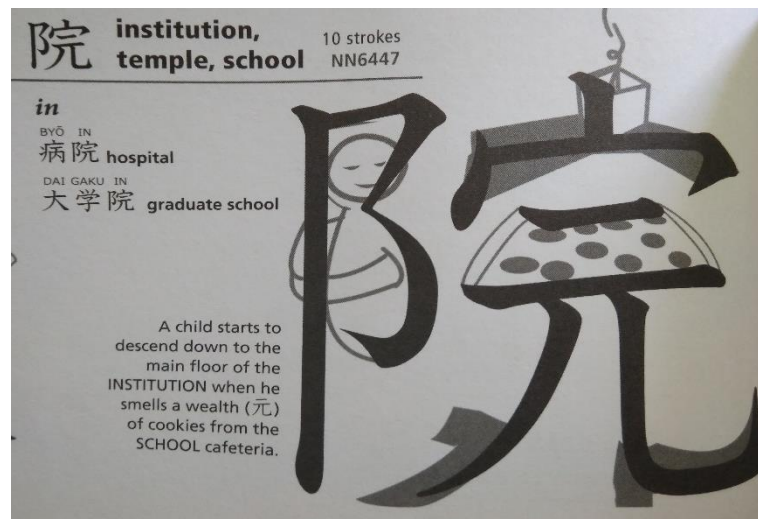 院
institution,
temple, school
10 strokes
NN6447
in
BYŌ IN
病院 hospital
DAI GAKU IN
大学院 graduate school
A child starts to
descend down to the
main floor of the
INSTITUTION when he
smells a wealth (元)
of cookies from the
SCHOOL cafeteria.
院